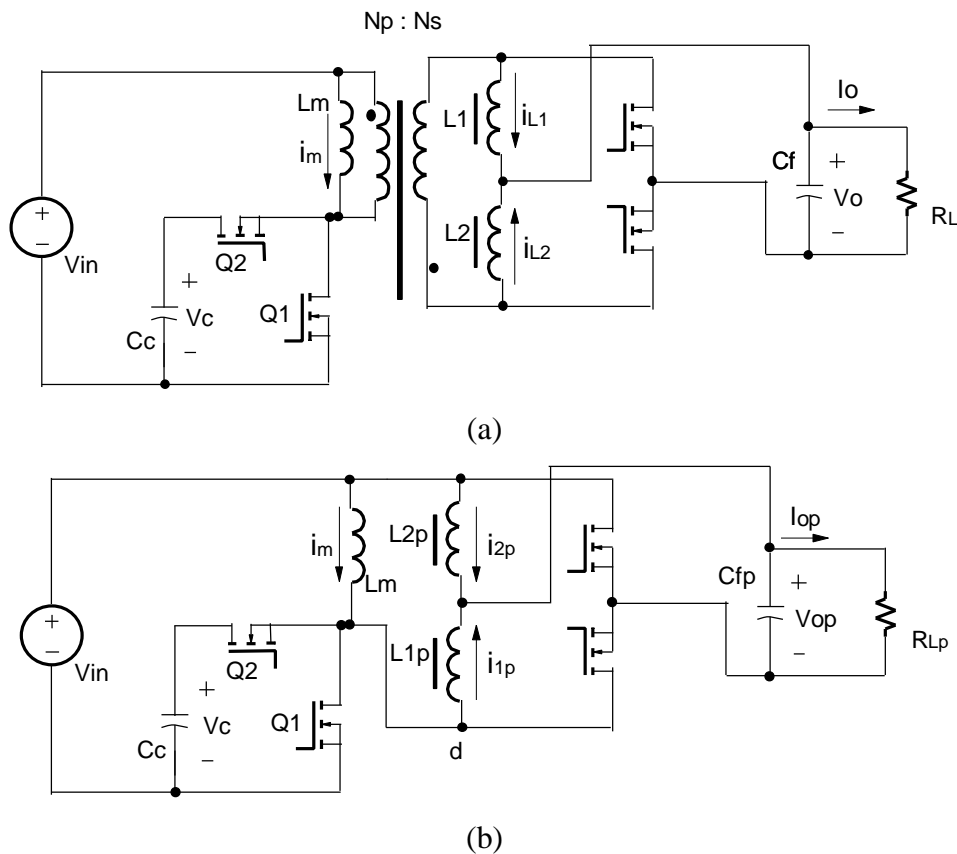 Np : Ns
Lm
im
L1
iL1
L2
iL2
Io
Cf
+
Vo
−
RL
+
−
Vin
Q2
+
Vc
−
Cc
Q1
(a)
im
Lm
L2p
i2p
L1p
i1p
d
Iop
Cfp
+
Vop
−
RLp
+
−
Vin
Q2
+
Vc
−
Cc
Q1
(b)